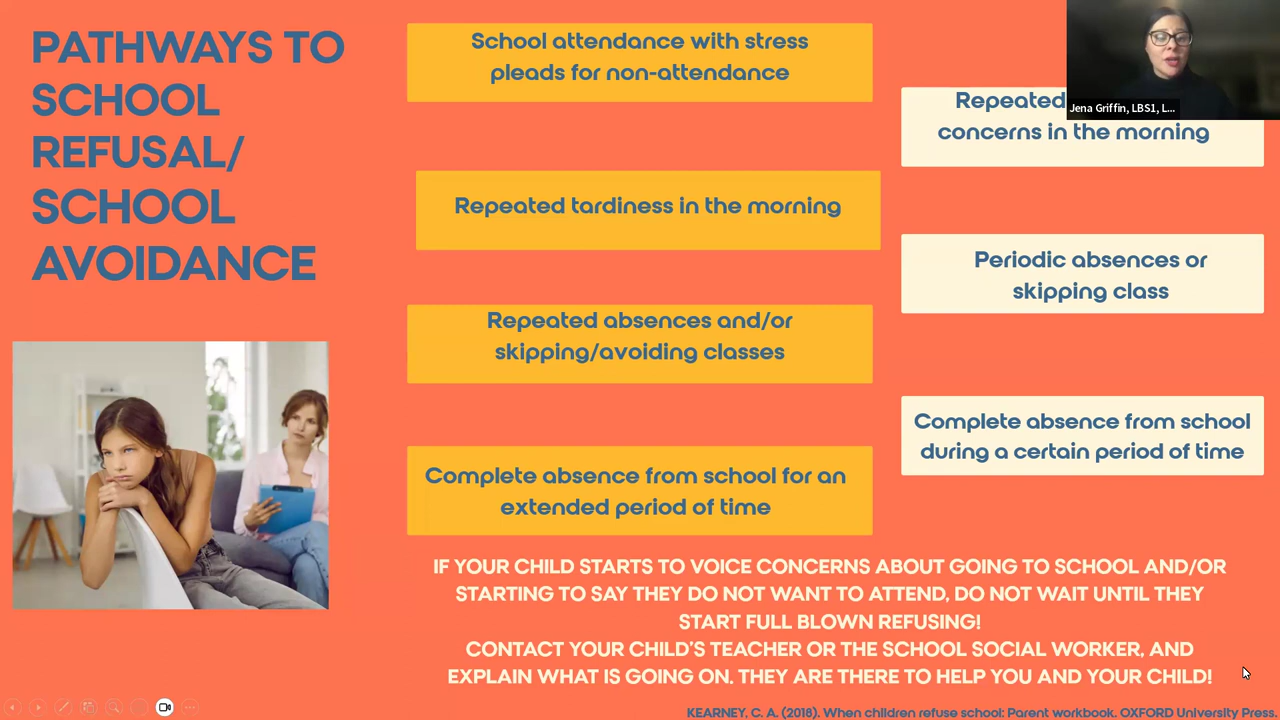 PATHWAYS TO
SCHOOL
REFUSAL/
SCHOOL
AVOIDANCE
School attendance with stress
pleads for non-attendance
Repeated
concerns in the morning
Jena Griffin, LBS1, L...
Repeated tardiness in the morning
Periodic absences or
skipping class
Repeated absences and/or
skipping/avoiding classes
Complete absence from school
during a certain period of time
Complete absence from school for an
extended period of time
IF YOUR CHILD STARTS TO VOICE CONCERNS ABOUT GOING TO SCHOOL AND/OR
STARTING TO SAY THEY DO NOT WANT TO ATTEND, DO NOT WAIT UNTIL THEY
START FULL BLOWN REFUSING!
CONTACT YOUR CHILD'S TEACHER OR THE SCHOOL SOCIAL WORKER, AND
EXPLAIN WHAT IS GOING ON. THEY ARE THERE TO HELP YOU AND YOUR CHILD!
KEARNEY, C. A. (2018). When children refuse school: Parent workbook. OXFORD University Press.